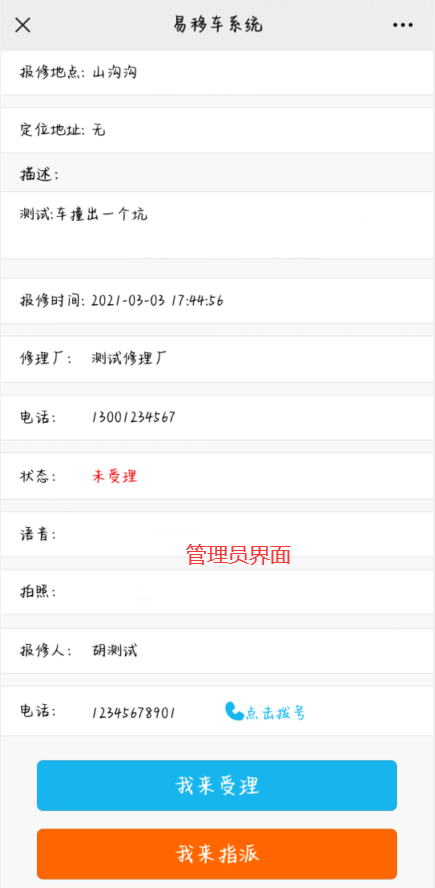 易移车系统
报修地点: 山沟沟
定位地址: 无
描述:
测试:车撞出一个坑
报修时间: 2021-03-03 17:44:56
修理厂: 测试修理厂
电话: 13001234567
状态: 未受理
语音:
管理员界面
拍照:
报修人: 胡测试
电话: 12345678901 点击拨号
我来受理
我来指派